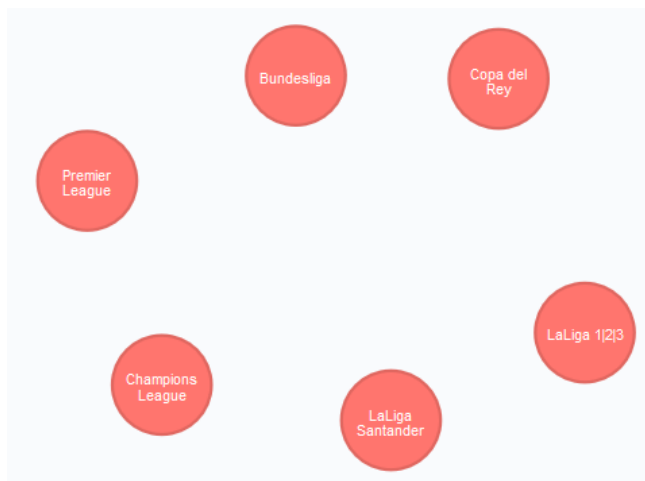 Bundesliga
Copa del
Rey
Premier
League
LaLiga 1|2|3
Champions
League
LaLiga
Santander